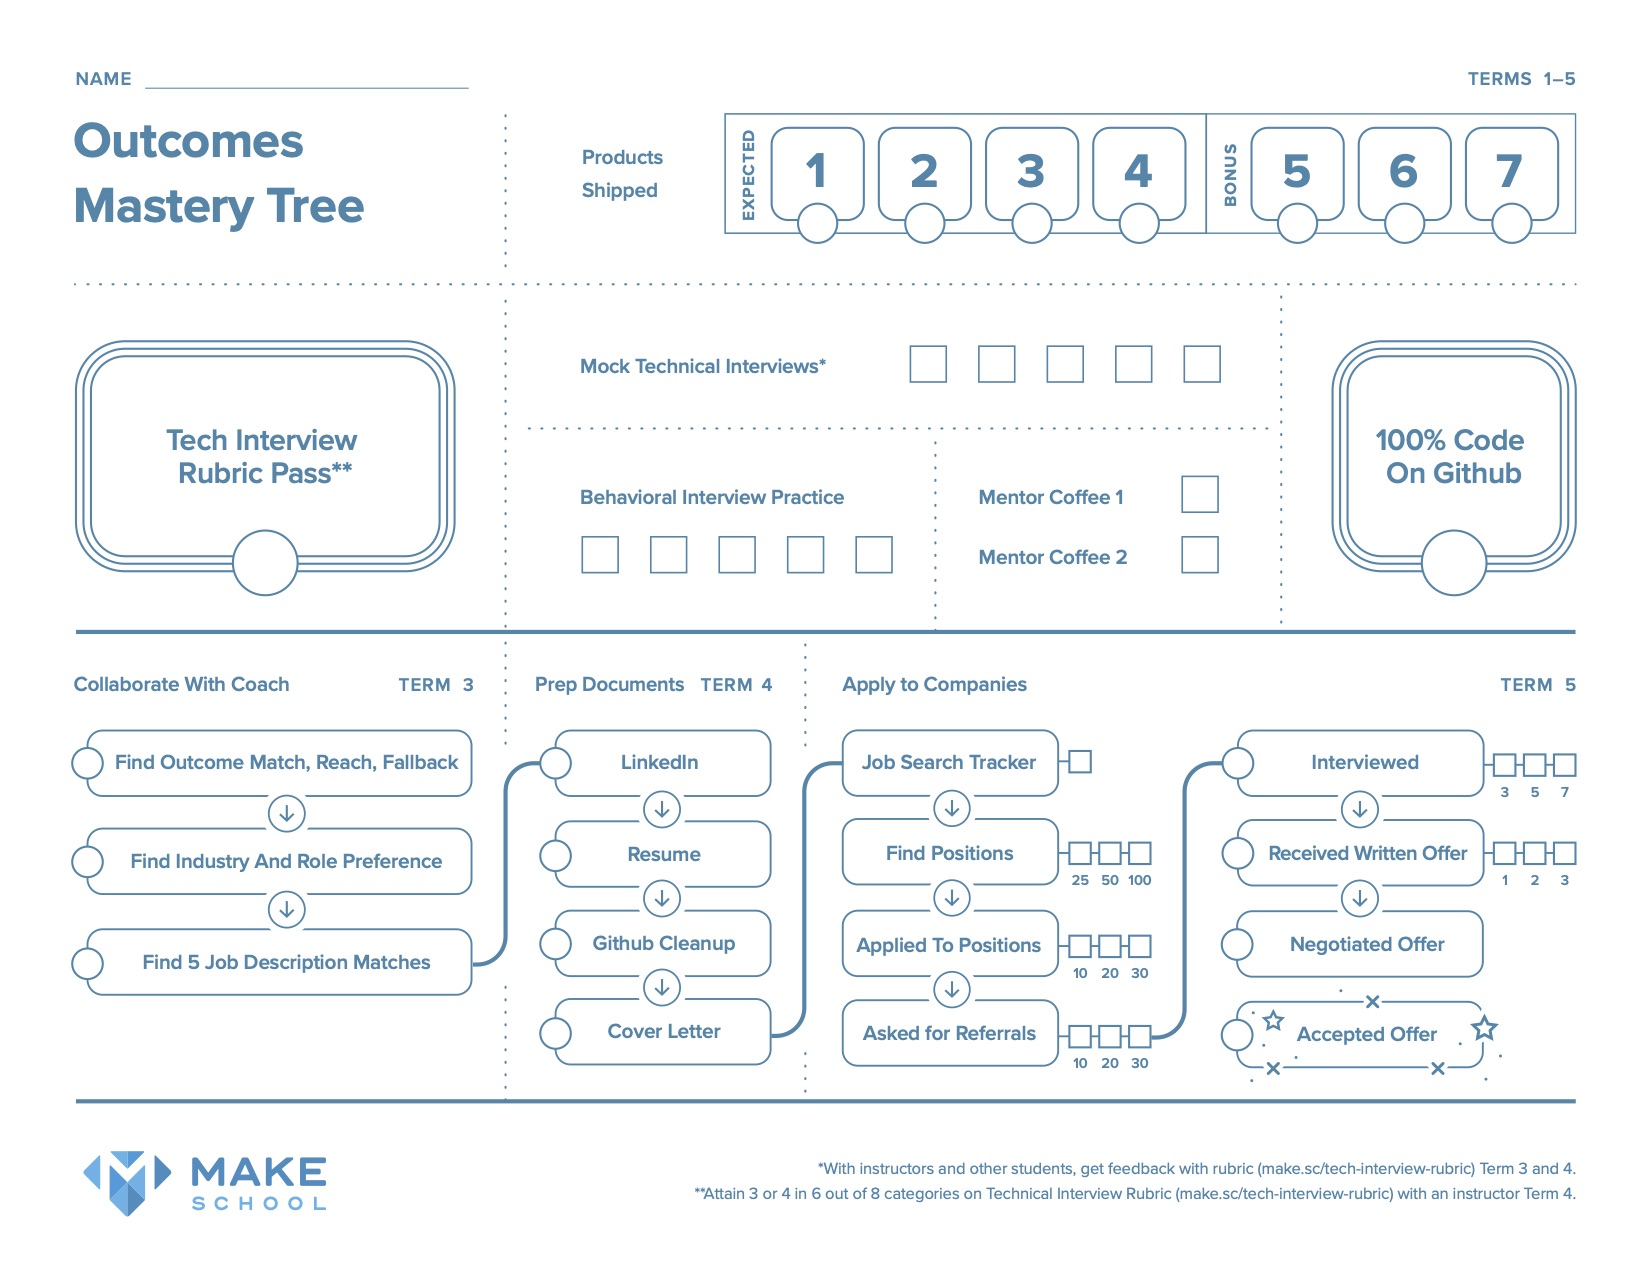 NAME
TERMS 1–5
Outcomes
Mastery Tree
Products
Shipped
EXPECTED
1 2 3 4
BONUS
5 6 7
Tech Interview
Rubric Pass**
Mock Technical Interviews*
Behavioral Interview Practice
Mentor Coffee 1
Mentor Coffee 2
100% Code
On Github
Collaborate With Coach TERM 3
Find Outcome Match, Reach, Fallback
Find Industry And Role Preference
Find 5 Job Description Matches
Prep Documents TERM 4
LinkedIn
Resume
Github Cleanup
Cover Letter
Apply to Companies TERM 5
Job Search Tracker
Find Positions
25 50 100
Applied To Positions
10 20 30
Asked for Referrals
10 20 30
Interviewed
3 5 7
Received Written Offer
1 2 3
Negotiated Offer
Accepted Offer
MAKE
SCHOOL
*With instructors and other students, get feedback with rubric (make.sc/tech-interview-rubric) Term 3 and 4.
**Attain 3 or 4 in 6 out of 8 categories on Technical Interview Rubric (make.sc/tech-interview-rubric) with an instructor Term 4.